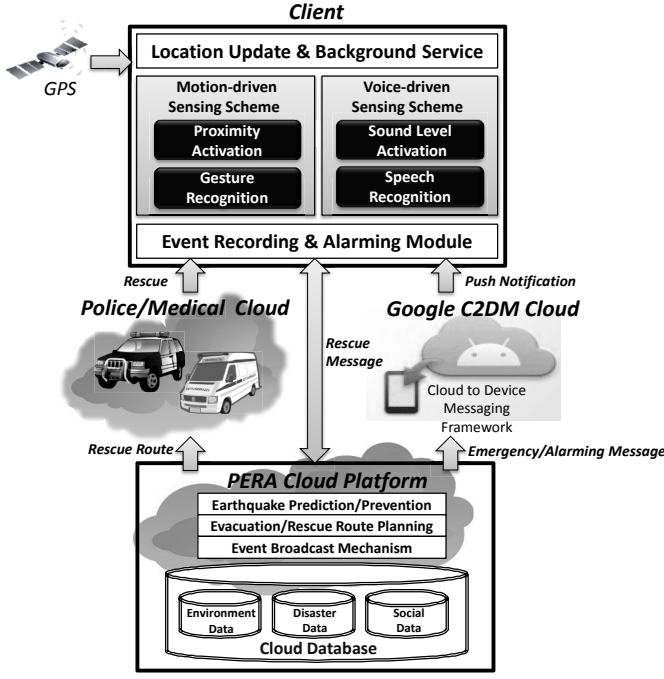 Client
GPS
Location Update & Background Service
Motion-driven
Sensing Scheme
Proximity
Activation
Gesture
Recognition
Voice-driven
Sensing Scheme
Sound Level
Activation
Speech
Recognition
Event Recording & Alarming Module
Rescue
Push Notification
Police/Medical Cloud
Rescue
Message
Google C2DM Cloud
Cloud to Device
Messaging
Framework
Rescue Route
Emergency/Alarming Message
PERA Cloud Platform
Earthquake Prediction/Prevention
Evacuation/Rescue Route Planning
Event Broadcast Mechanism
Environment
Data
Disaster
Data
Social
Data
Cloud Database